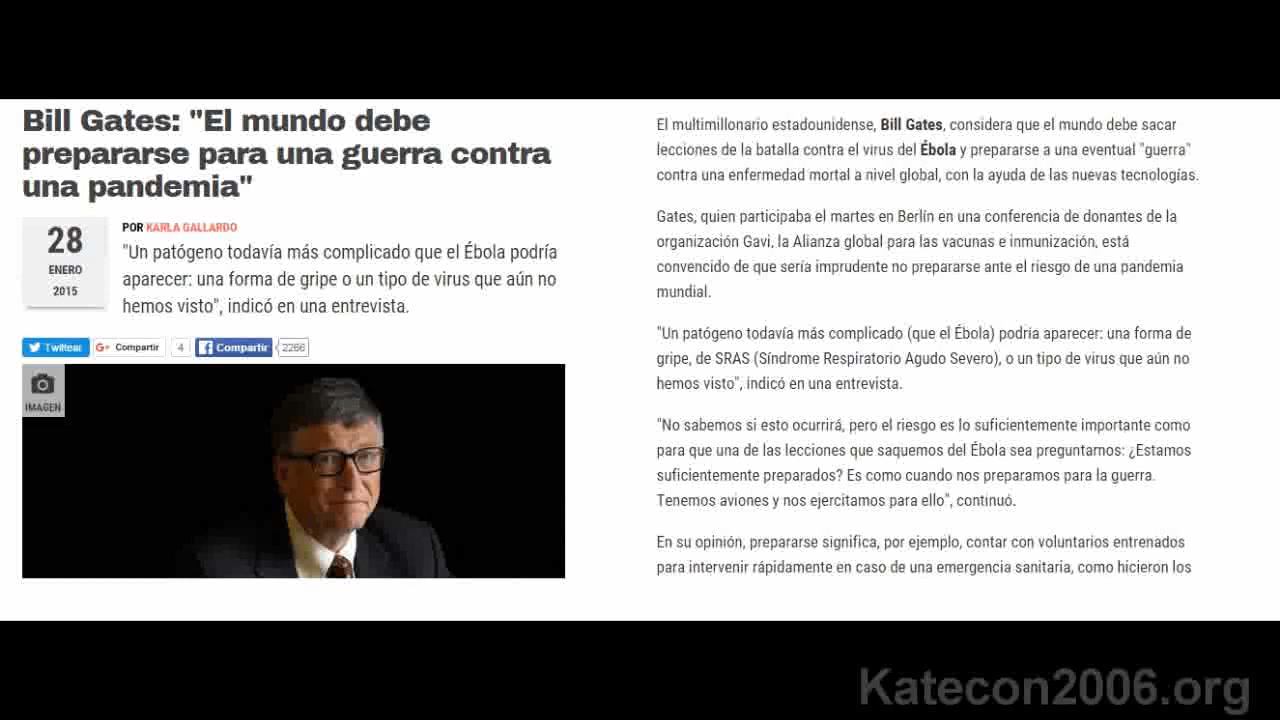 Bill Gates: "El mundo debe
prepararse para una guerra contra
una pandemia"
28
ENERO
2015
POR KARLA GALLARDO
"Un patógeno todavía más complicado que el Ébola podría
aparecer: una forma de gripe o un tipo de virus que aún no
hemos visto", indicó en una entrevista.
Twittear
G+ Compartir
4
Compartir
2266
IMAGEN
El multimillonario estadounidense, Bill Gates, considera que el mundo debe sacar
lecciones de la batalla contra el virus del Ébola y prepararse a una eventual "guerra"
contra una enfermedad mortal a nivel global, con la ayuda de las nuevas tecnologías.
Gates, quien participaba el martes en Berlín en una conferencia de donantes de la
organización Gavi, la Alianza global para las vacunas e inmunización, está
convencido de que sería imprudente no prepararse ante el riesgo de una pandemia
mundial.
"Un patógeno todavía más complicado (que el Ébola) podría aparecer: una forma de
gripe, de SRAS (Síndrome Respiratorio Agudo Severo), o un tipo de virus que aún no
hemos visto", indicó en una entrevista.
"No sabemos si esto ocurrirá, pero el riesgo es lo suficientemente importante como
para que una de las lecciones que saquemos del Ébola sea preguntarnos: ¿Estamos
suficientemente preparados? Es como cuando nos preparamos para la guerra.
Tenemos aviones y nos ejercitamos para ello", continuó.
En su opinión, prepararse significa, por ejemplo, contar con voluntarios entrenados
para intervenir rápidamente en caso de una emergencia sanitaria, como hicieron los
Katecon2006.org